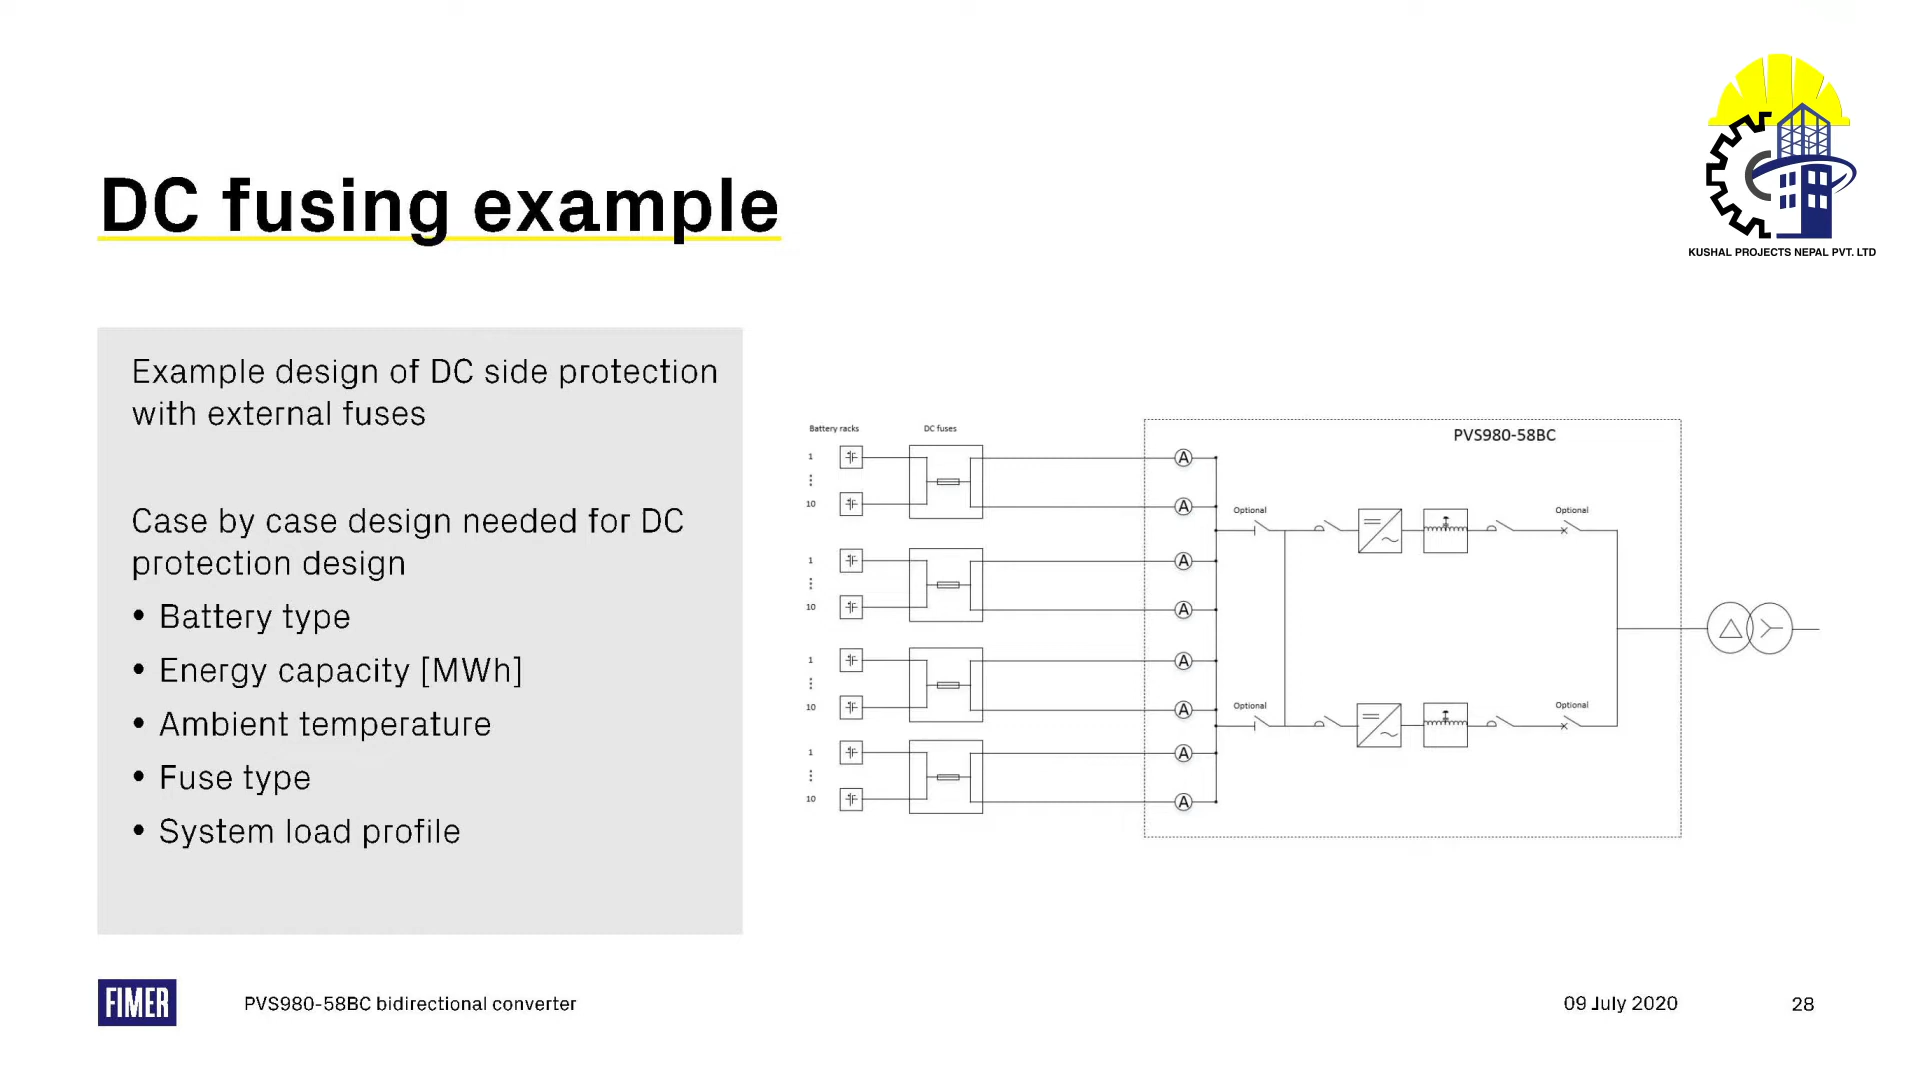 KUSHAL PROJECTS NEPAL PVT. LTD
DC fusing example
Example design of DC side protection
with external fuses
Case by case design needed for DC
protection design
• Battery type
• Energy capacity [MWh]
• Ambient temperature
• Fuse type
• System load profile
Battery racks
DC fuses
PVS980-58BC
1
10
1
10
1
10
1
10
A
A
A
A
A
A
A
A
Optional
Optional
Optional
Optional
FIMER
PVS980-58BC bidirectional converter
09 July 2020
28